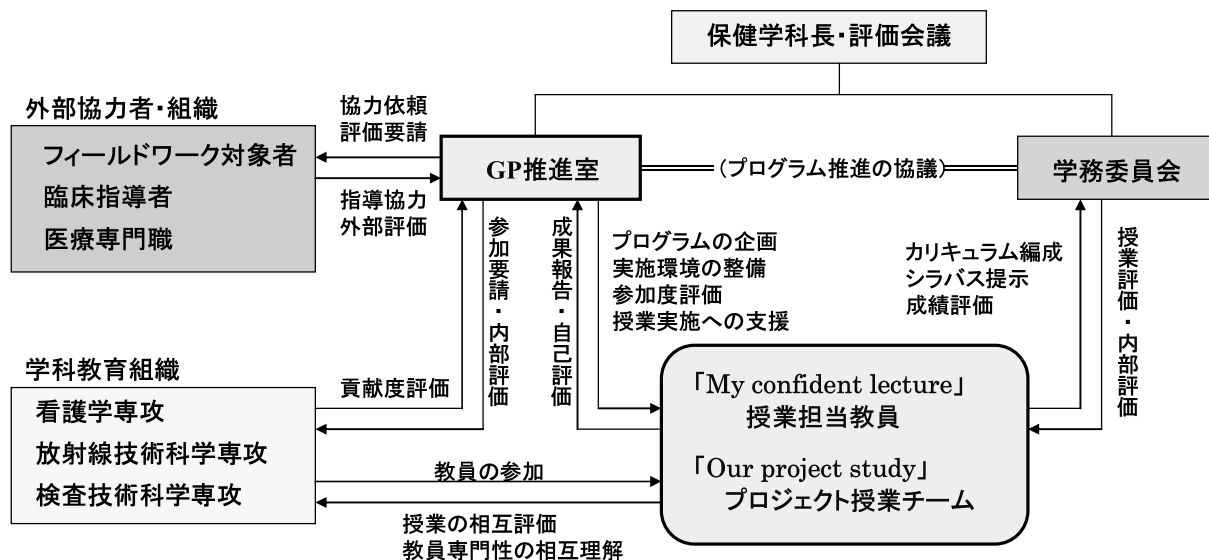 保健学科長・評価会議
外部協力者・組織
フィールドワーク対象者
臨床指導者
医療専門職
協力依頼
評価要請
指導協力
外部評価
GP推進室
(プログラム推進の協議)
学務委員会
参加要請・内部評価
成果報告・自己評価
プログラムの企画
実施環境の整備
参加度評価
授業実施への支援
カリキュラム編成
シラバス提示
成績評価
授業評価・内部評価
学科教育組織
看護学専攻
放射線技術科学専攻
検査技術科学専攻
貢献度評価
教員の参加
授業の相互評価
教員専門性の相互理解
「My confident lecture」
授業担当教員
「Our project study」
プロジェクト授業チーム